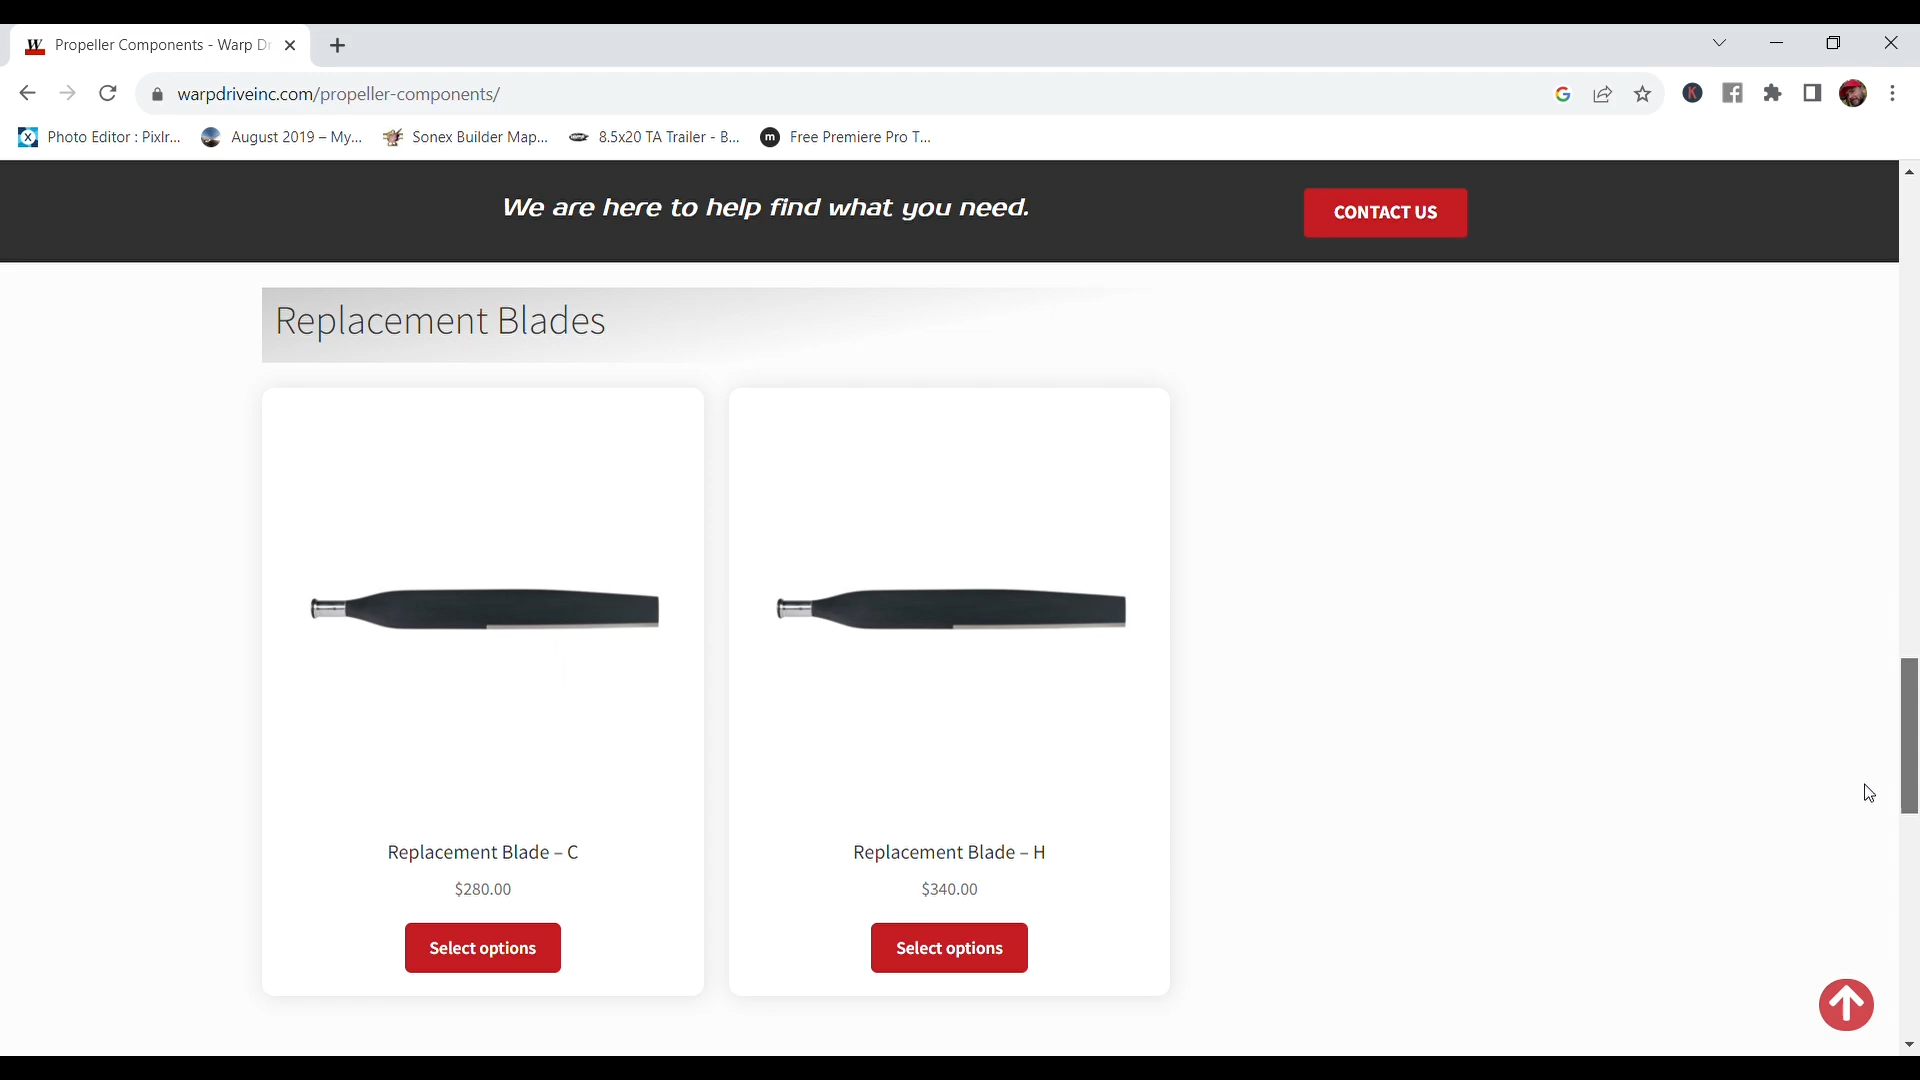 W Propeller Components - Warp Dr
warpdriveinc.com/propeller-components/
Photo Editor : Pixlr... August 2019 – My... Sonex Builder Map... 8.5x20 TA Trailer - B... m Free Premiere Pro T...
We are here to help find what you need.
CONTACT US
Replacement Blades
Replacement Blade – C
$280.00
Select options
Replacement Blade – H
$340.00
Select options